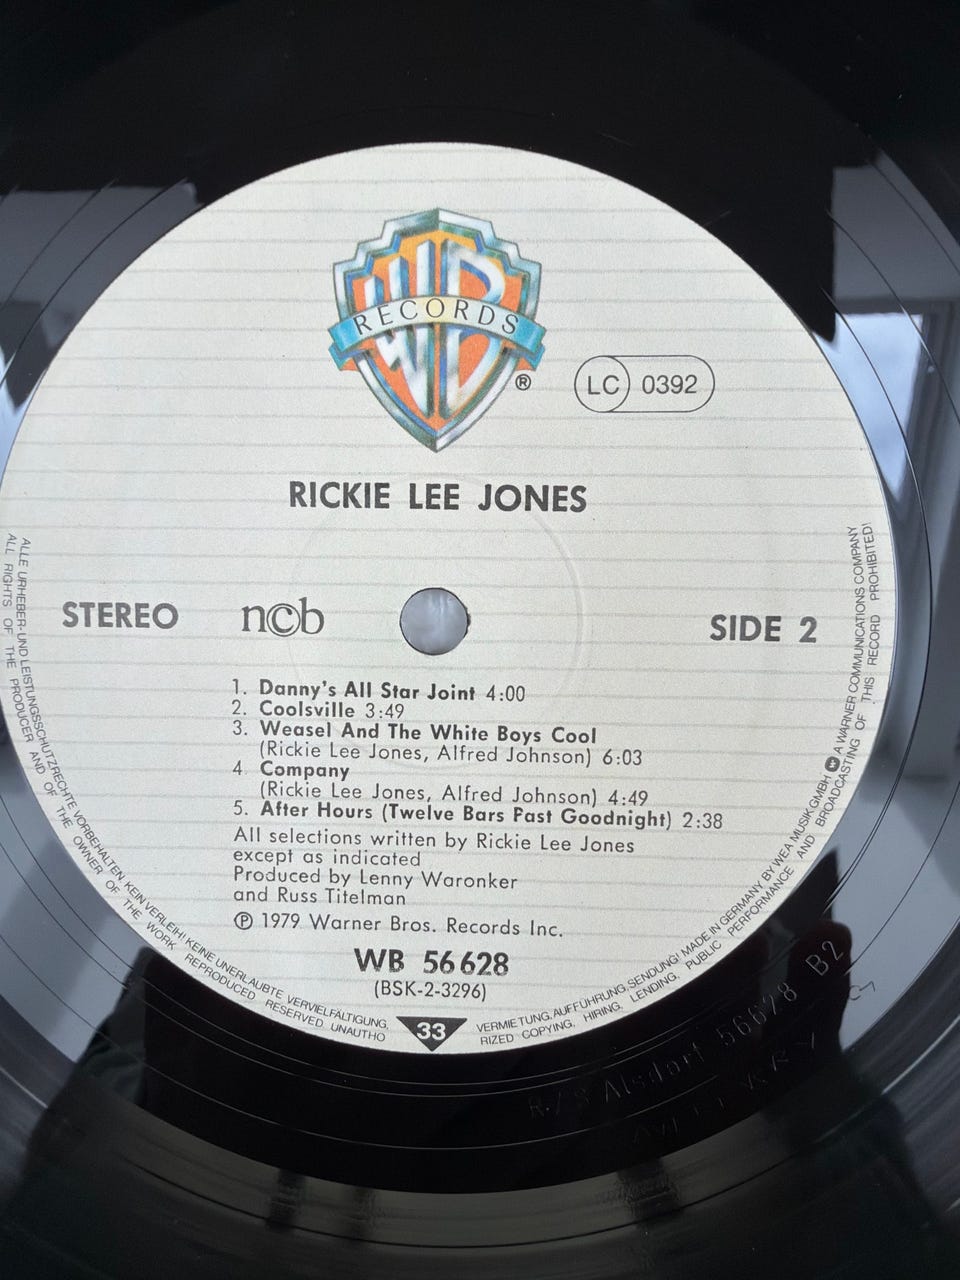 WB
RECORDS
®
LC 0392
RICKIE LEE JONES
STEREO ncb SIDE 2
1. Danny's All Star Joint 4:00
2. Coolsville 3:49
3. Weasel And The White Boys Cool
(Rickie Lee Jones, Alfred Johnson) 6:03
4. Company
(Rickie Lee Jones, Alfred Johnson) 4:49
5. After Hours (Twelve Bars Past Goodnight) 2:38
All selections written by Rickie Lee Jones
except as indicated
Produced by Lenny Waronker
and Russ Titelman
℗ 1979 Warner Bros. Records Inc.
WB 56 628
(BSK-2-3296)
33
ALLE URHEBER- UND LEISTUNGSSCHUTZRECHTE VORBEHALTEN. KEIN VERLEIH! KEINE UNERLAUBTE VERVIELFÄLTIGUNG, VERMIETUNG, AUFFÜHRUNG, SENDUNG! MADE IN GERMANY BY WEA MUSIK GMBH A WARNER COMMUNICATIONS COMPANY
ALL RIGHTS OF THE PRODUCER AND OF THE OWNER OF THE WORK REPRODUCED RESERVED. UNAUTHORIZED COPYING, HIRING, LENDING, PUBLIC PERFORMANCE AND BROADCASTING OF THIS RECORD PROHIBITED!
R/S Alsdorf 56628 B2